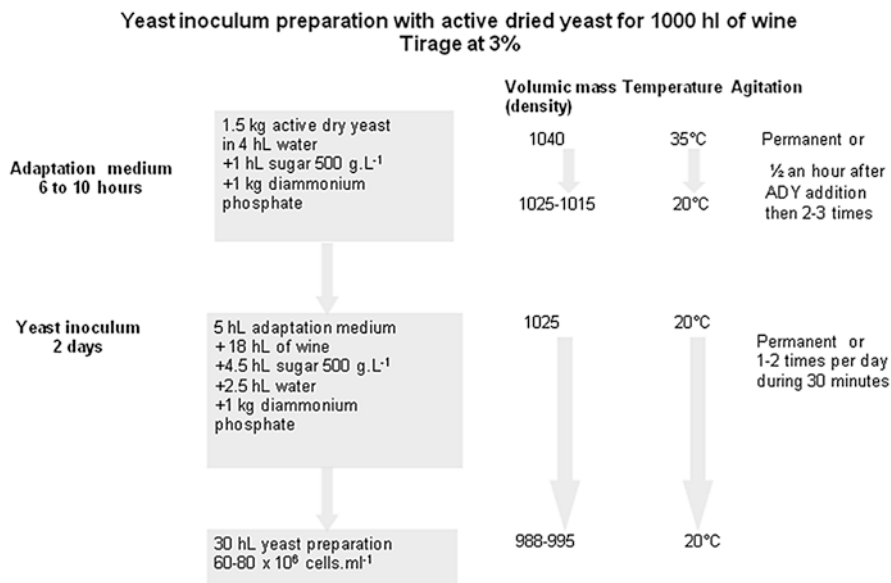 Yeast inoculum preparation with active dried yeast for 1000 hl of wine
Tirage at 3%
Volumic mass Temperature Agitation
(density)
Adaptation medium
6 to 10 hours
1.5 kg active dry yeast
in 4 hL water
+1 hL sugar 500 g.L⁻¹
+1 kg diammonium
phosphate
1040
35°C
Permanent or
1025-1015
20°C
½ an hour after
ADY addition
then 2-3 times
Yeast inoculum
2 days
5 hL adaptation medium
+ 18 hL of wine
+4.5 hL sugar 500 g.L⁻¹
+2.5 hL water
+1 kg diammonium
phosphate
1025
20°C
Permanent or
1-2 times per day
during 30 minutes
30 hL yeast preparation
60-80 x 10⁶ cells.ml⁻¹
988-995
20°C